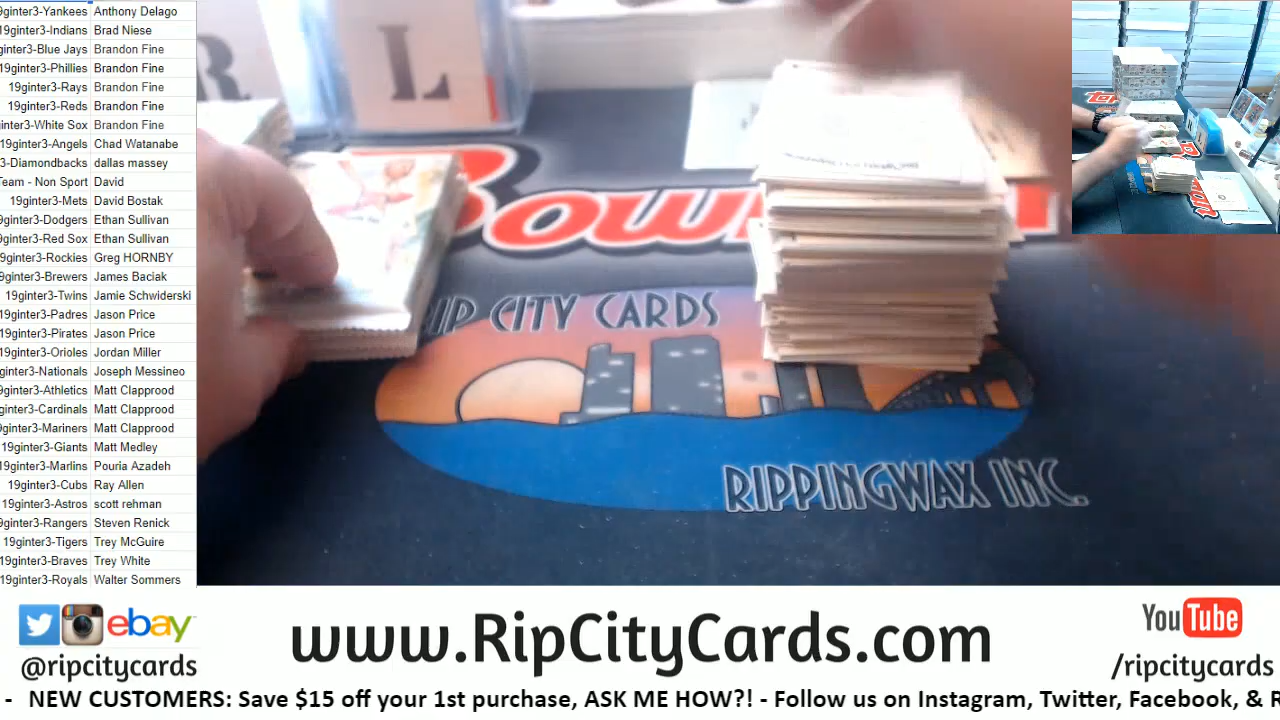 9ginter3-Yankees Anthony Delago
19ginter3-Indians Brad Niese
ginter3-Blue Jays Brandon Fine
19ginter3-Phillies Brandon Fine
19ginter3-Rays Brandon Fine
19ginter3-Reds Brandon Fine
inter3-White Sox Brandon Fine
19ginter3-Angels Chad Watanabe
3-Diamondbacks dallas massey
Team - Non Sport David
19ginter3-Mets David Bostak
9ginter3-Dodgers Ethan Sullivan
9ginter3-Red Sox Ethan Sullivan
9ginter3-Rockies Greg HORNBY
9ginter3-Brewers James Baciak
19ginter3-Twins Jamie Schwiderski
19ginter3-Padres Jason Price
19ginter3-Pirates Jason Price
19ginter3-Orioles Jordan Miller
ginter3-Nationals Joseph Messineo
9ginter3-Athletics Matt Clapprood
ginter3-Cardinals Matt Clapprood
9ginter3-Mariners Matt Clapprood
19ginter3-Giants Matt Medley
19ginter3-Marlins Pouria Azadeh
19ginter3-Cubs Ray Allen
19ginter3-Astros scott rehman
9ginter3-Rangers Steven Renick
19ginter3-Tigers Trey McGuire
19ginter3-Braves Trey White
19ginter3-Royals Walter Sommers
R L
Bow
RIP CITY CARDS
RIPPINGWAX INC.
ebay
@ripcitycards
www.RipCityCards.com
YouTube
/ripcitycards
- NEW CUSTOMERS: Save $15 off your 1st purchase, ASK ME HOW?! - Follow us on Instagram, Twitter, Facebook, & R